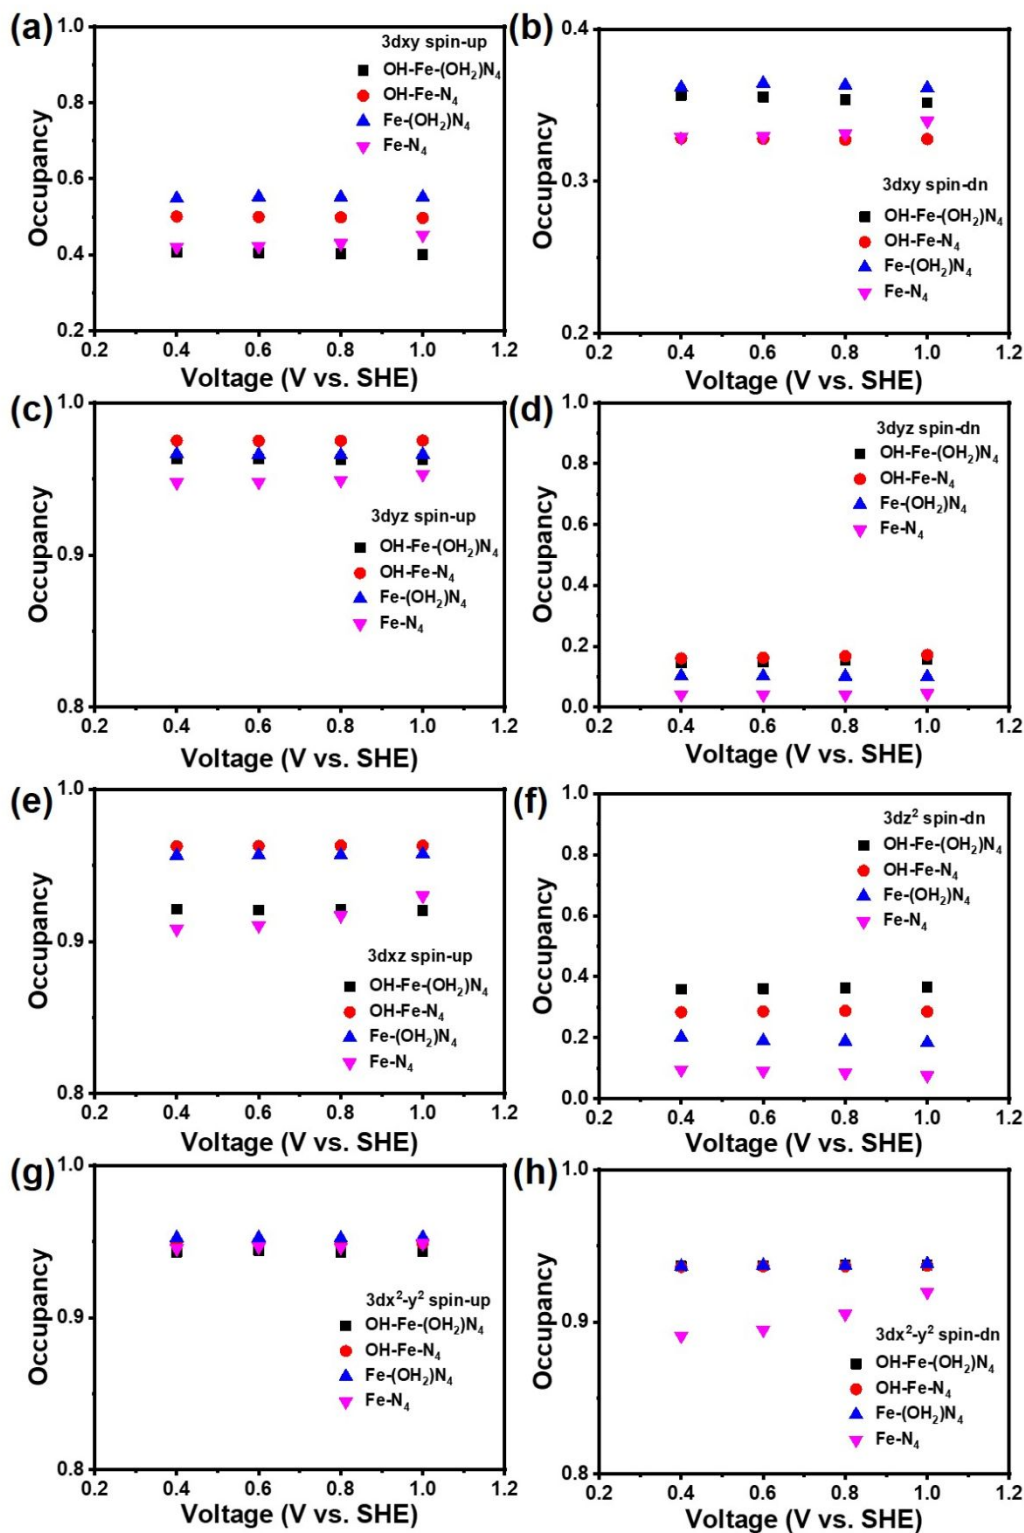 (a)
1.0
0.8
0.6
0.4
0.2
Occupancy
3dxy spin-up
OH-Fe-(OH₂)N₄
OH-Fe-N₄
Fe-(OH₂)N₄
Fe-N₄
0.2 0.4 0.6 0.8 1.0 1.2
Voltage (V vs. SHE)
(b)
0.4
0.3
0.2
Occupancy
3dxy spin-dn
OH-Fe-(OH₂)N₄
OH-Fe-N₄
Fe-(OH₂)N₄
Fe-N₄
0.2 0.4 0.6 0.8 1.0 1.2
Voltage (V vs. SHE)
(c)
1.0
0.9
0.8
Occupancy
3dyz spin-up
OH-Fe-(OH₂)N₄
OH-Fe-N₄
Fe-(OH₂)N₄
Fe-N₄
0.2 0.4 0.6 0.8 1.0 1.2
Voltage (V vs. SHE)
(d)
1.0
0.8
0.6
0.4
0.2
0.0
Occupancy
3dyz spin-dn
OH-Fe-(OH₂)N₄
OH-Fe-N₄
Fe-(OH₂)N₄
Fe-N₄
0.2 0.4 0.6 0.8 1.0 1.2
Voltage (V vs. SHE)
(e)
1.0
0.9
0.8
Occupancy
3dxz spin-up
OH-Fe-(OH₂)N₄
OH-Fe-N₄
Fe-(OH₂)N₄
Fe-N₄
0.2 0.4 0.6 0.8 1.0 1.2
Voltage (V vs. SHE)
(f)
1.0
0.8
0.6
0.4
0.2
0.0
Occupancy
3dz² spin-dn
OH-Fe-(OH₂)N₄
OH-Fe-N₄
Fe-(OH₂)N₄
Fe-N₄
0.2 0.4 0.6 0.8 1.0 1.2
Voltage (V vs. SHE)
(g)
1.0
0.9
0.8
Occupancy
3dx²-y² spin-up
OH-Fe-(OH₂)N₄
OH-Fe-N₄
Fe-(OH₂)N₄
Fe-N₄
0.2 0.4 0.6 0.8 1.0 1.2
Voltage (V vs. SHE)
(h)
1.0
0.9
0.8
Occupancy
3dx²-y² spin-dn
OH-Fe-(OH₂)N₄
OH-Fe-N₄
Fe-(OH₂)N₄
Fe-N₄
0.2 0.4 0.6 0.8 1.0 1.2
Voltage (V vs. SHE)